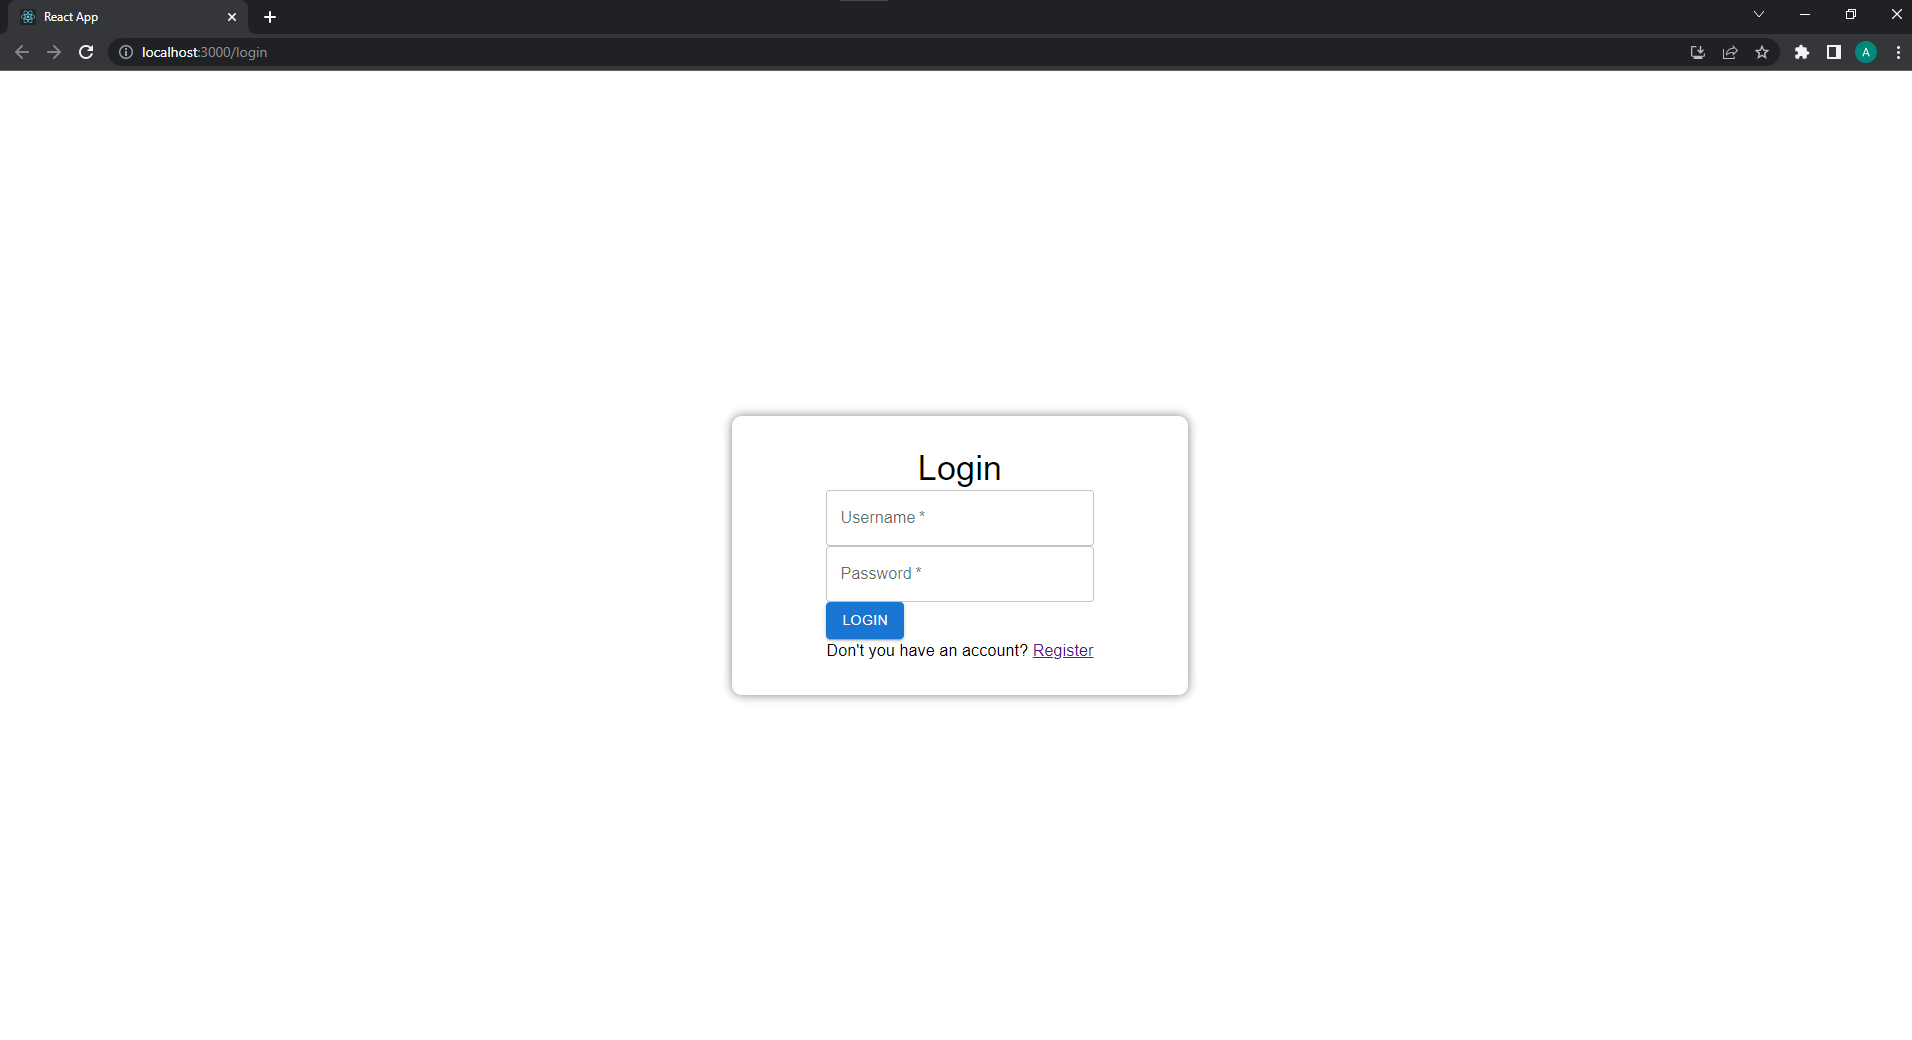 React App
localhost:3000/login
A
Login
Username *
Password *
LOGIN
Don't you have an account? Register